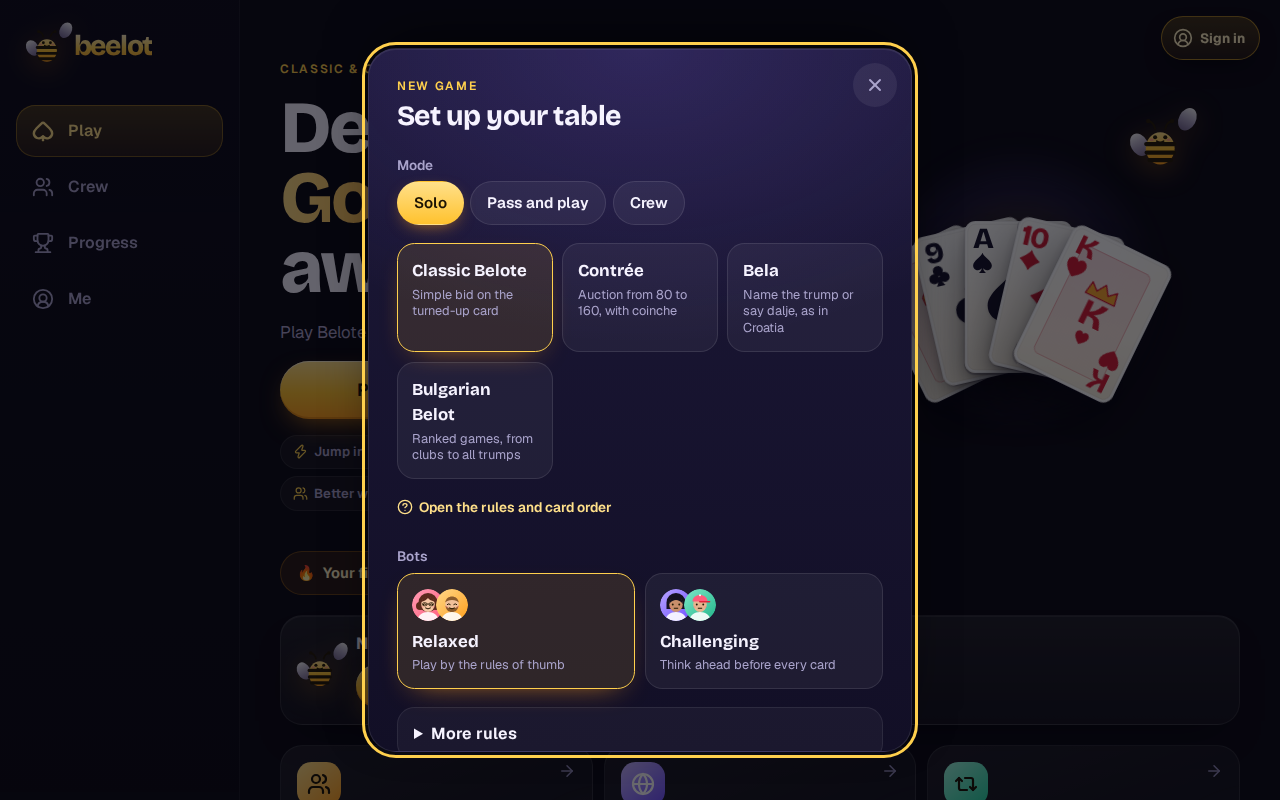 beelot
Sign in
Play
Crew
Progress
Me
CLASSIC &
De
Go
aw
Play Belote
Jump in
Better w
NEW GAME
Set up your table
Mode
Solo
Pass and play
Crew
Classic Belote
Simple bid on the
turned-up card
Contrée
Auction from 80 to
160, with coinche
Bela
Name the trump or
say dalje, as in
Croatia
Bulgarian
Belot
Ranked games, from
clubs to all trumps
Open the rules and card order
Bots
Relaxed
Play by the rules of thumb
Challenging
Think ahead before every card
More rules
9
A
10
K
K
K